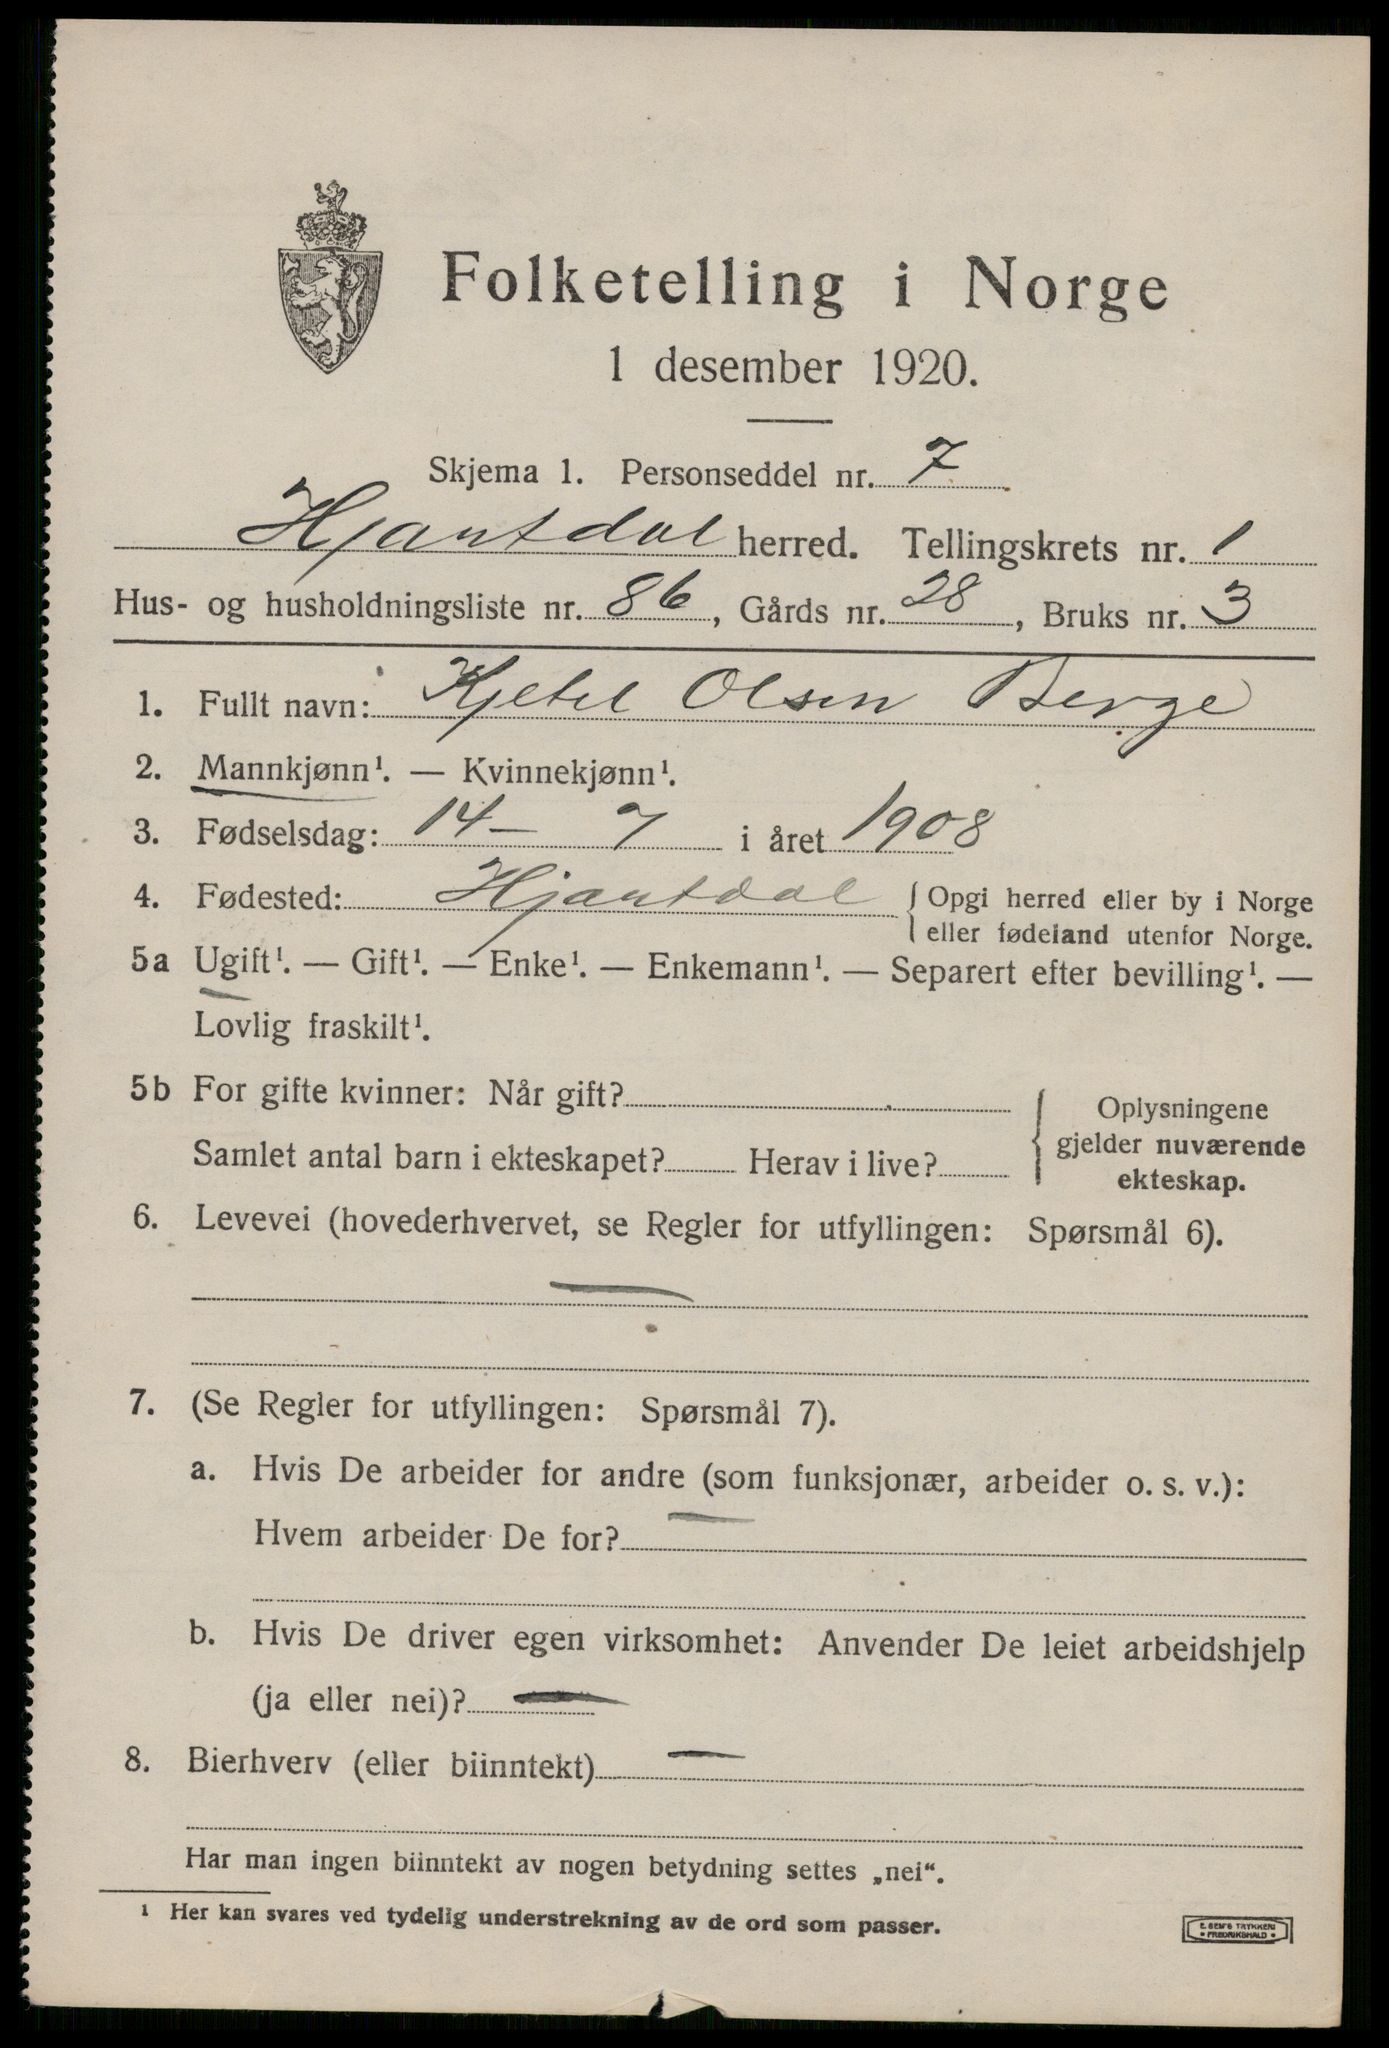 Folketelling i Norge
1 desember 1920.
Skjema 1. Personseddel nr. 7
Hjartdal herred. Tellingskrets nr. 1
Hus- og husholdningsliste nr. 86, Gårds nr. 28, Bruks nr. 3
1. Fullt navn: Kjetel Olsen Berge
2. Mannkjønn¹. — Kvinnekjønn¹.
3. Fødselsdag: 14 – 7 i året 1908
4. Fødested: Hjartdal { Opgi herred eller by i Norge
eller fødeland utenfor Norge.
5a Ugift¹. — Gift¹. — Enke¹. — Enkemann¹. — Separert efter bevilling¹. —
Lovlig fraskilt¹.
5b For gifte kvinner: Når gift? { Oplysningene
gjelder nuværende
Samlet antal barn i ekteskapet? Herav i live? ekteskap.
6. Levevei (hovederhvervet, se Regler for utfyllingen: Spørsmål 6).
—
7. (Se Regler for utfyllingen: Spørsmål 7).
a. Hvis De arbeider for andre (som funksjonær, arbeider o. s. v.):
Hvem arbeider De for? —
b. Hvis De driver egen virksomhet: Anvender De leiet arbeidshjelp
(ja eller nei)? —
8. Bierhverv (eller biinntekt) —
Har man ingen biinntekt av nogen betydning settes „nei“.
¹ Her kan svares ved tydelig understrekning av de ord som passer.
E. SEM'S TRYKKERI
• FREDRIKSHALD •